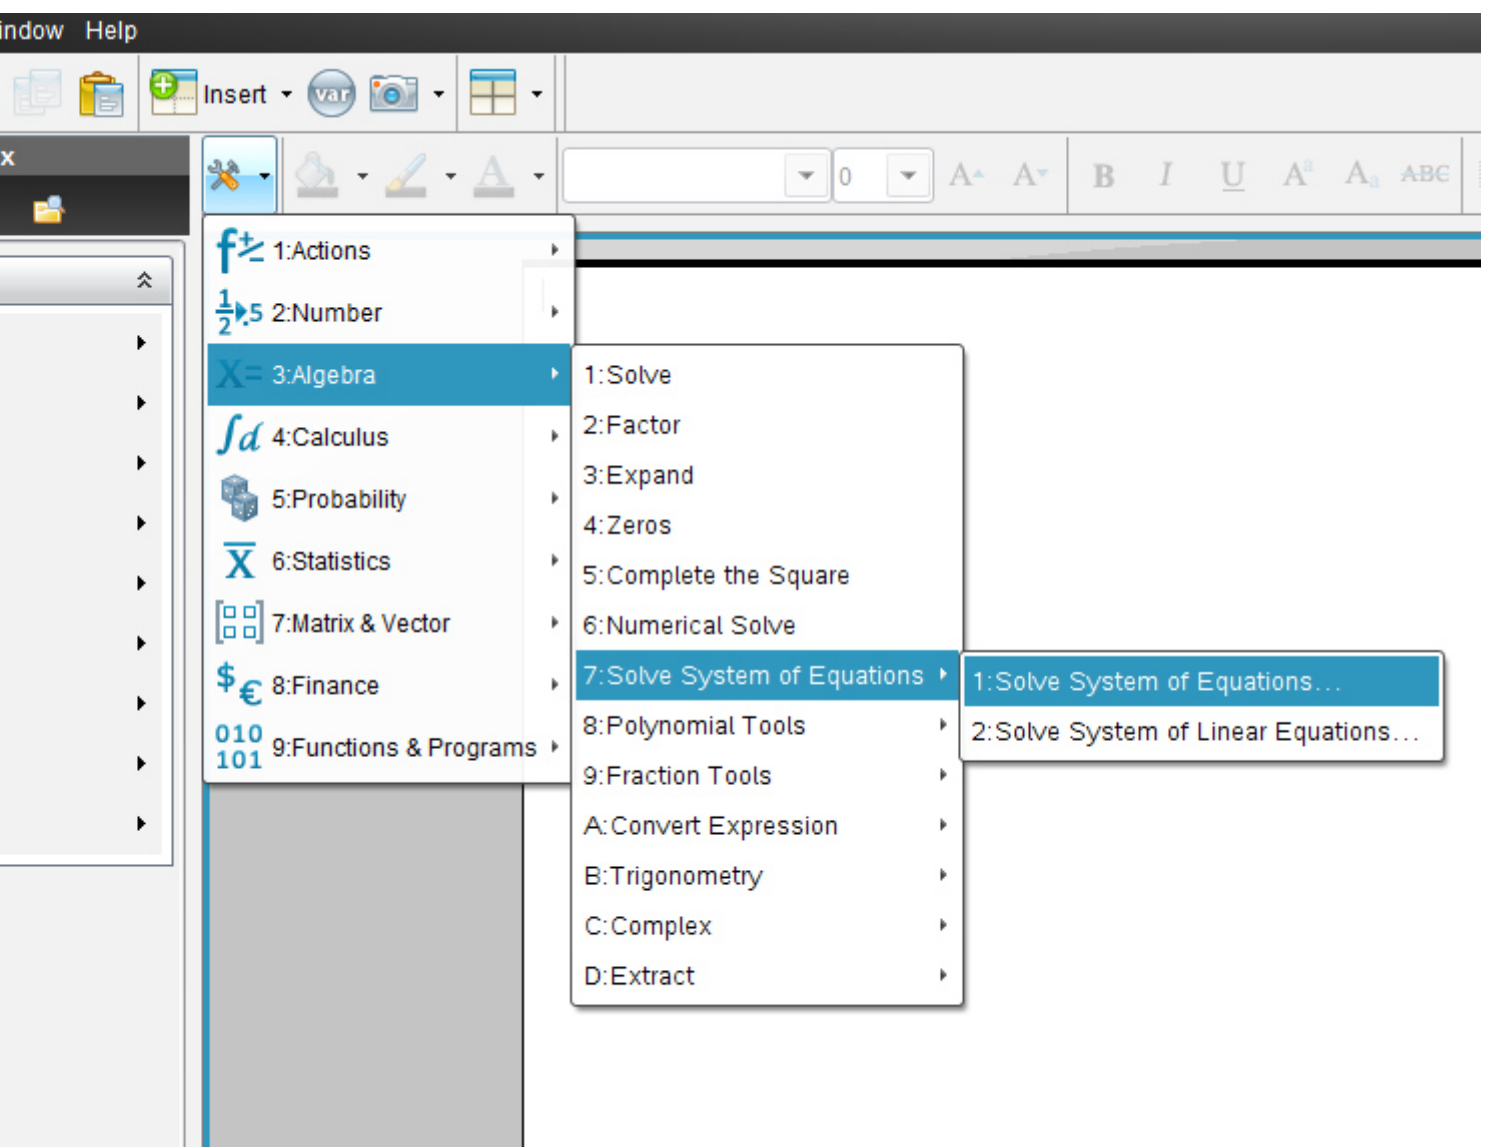 indow Help
Insert var
x
0 A A B I U Aª Aₐ ABC
1:Actions
2:Number
3:Algebra
4:Calculus
5:Probability
6:Statistics
7:Matrix & Vector
8:Finance
9:Functions & Programs
1:Solve
2:Factor
3:Expand
4:Zeros
5:Complete the Square
6:Numerical Solve
7:Solve System of Equations
8:Polynomial Tools
9:Fraction Tools
A:Convert Expression
B:Trigonometry
C:Complex
D:Extract
1:Solve System of Equations...
2:Solve System of Linear Equations...